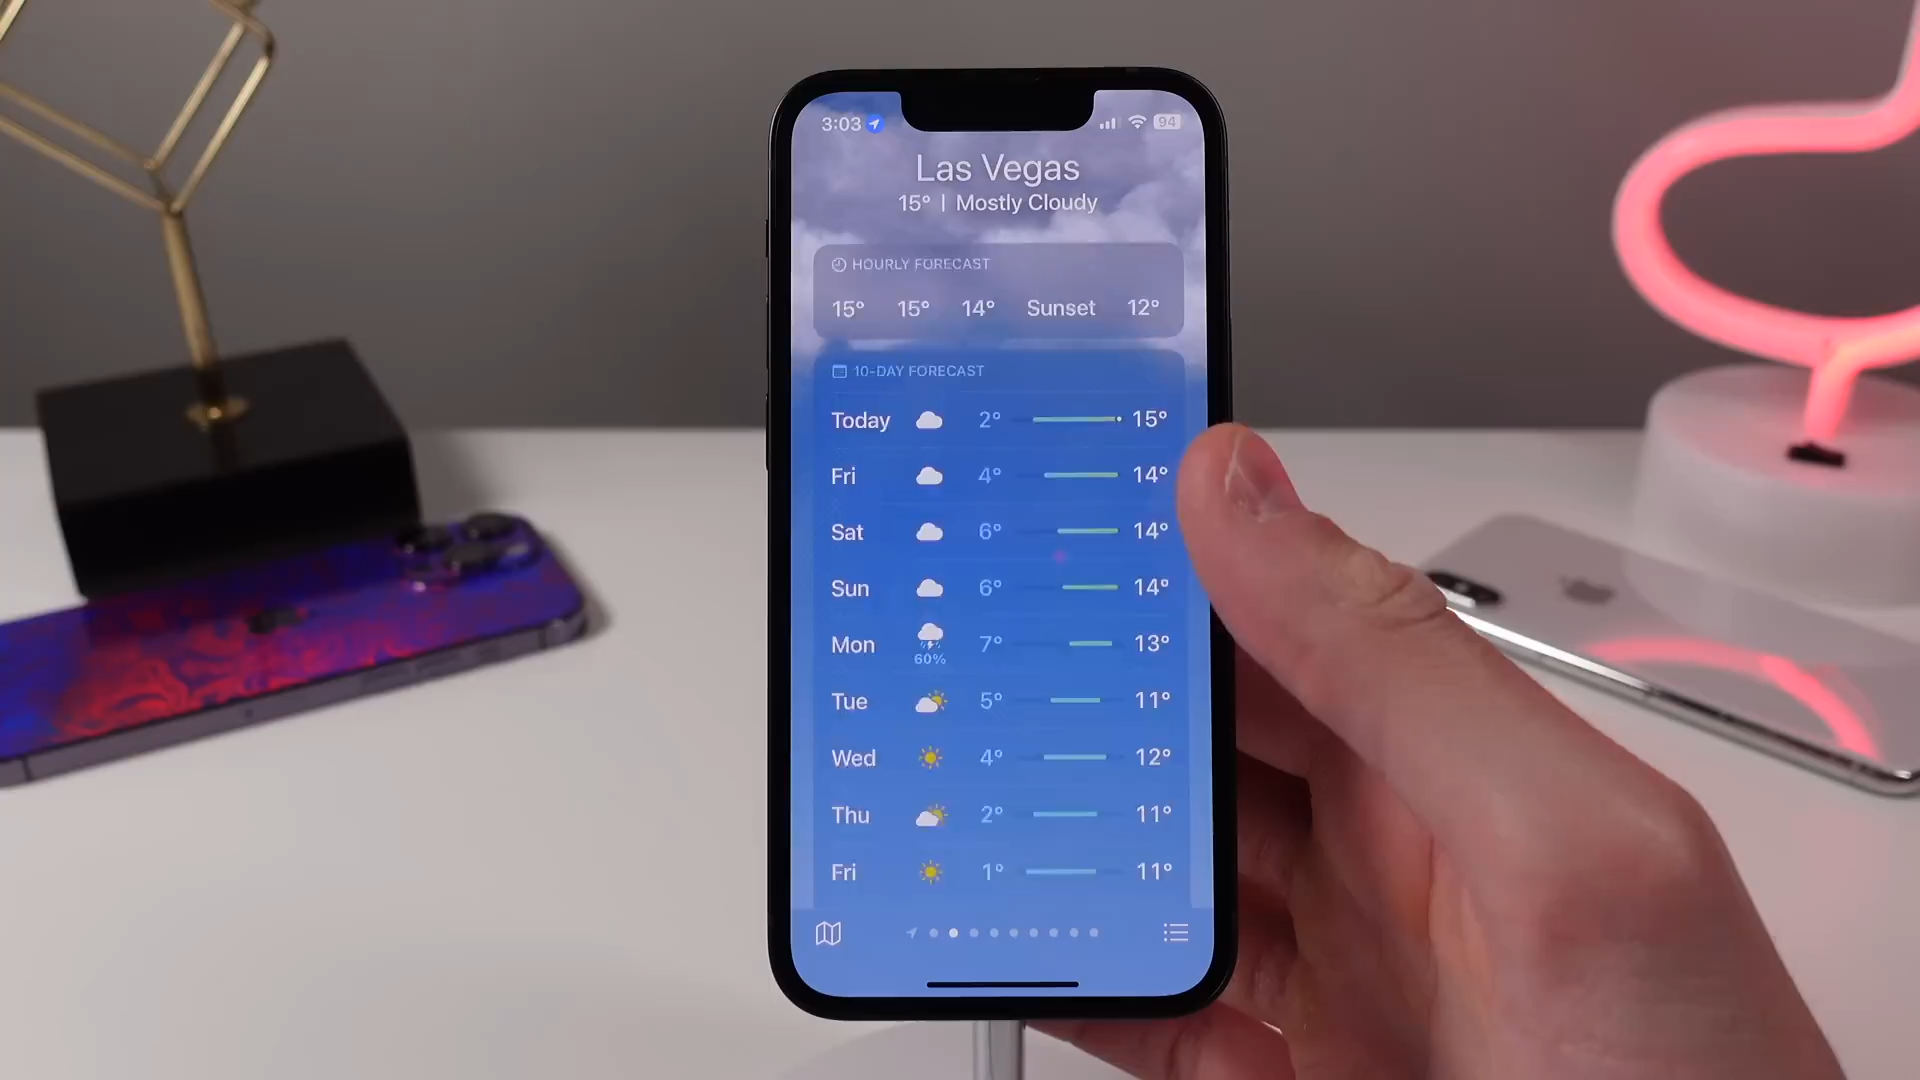 3:03 94
Las Vegas
15° | Mostly Cloudy
HOURLY FORECAST
15° 15° 14° Sunset 12°
10-DAY FORECAST
Today 2° 15°
Fri 4° 14°
Sat 6° 14°
Sun 6° 14°
Mon 60% 7° 13°
Tue 5° 11°
Wed 4° 12°
Thu 2° 11°
Fri 1° 11°